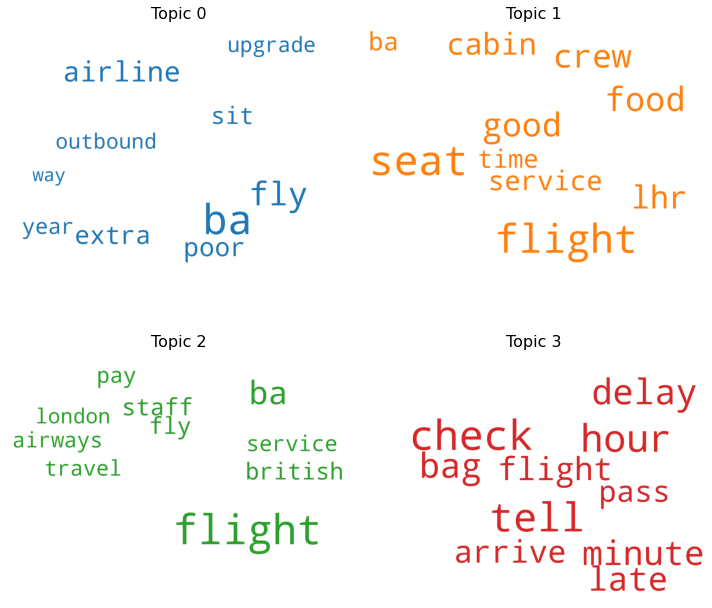 Topic 0
upgrade
airline
sit
outbound
way
fly
ba
year
extra
poor
Topic 1
ba
cabin
crew
food
good
seat
time
service
lhr
flight
Topic 2
pay
ba
staff
london
fly
airways
service
travel
british
flight
Topic 3
delay
check
hour
bag
flight
pass
tell
arrive
minute
late